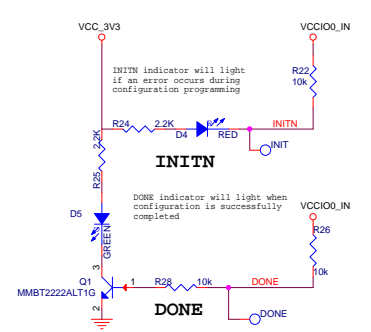 VCC_3V3
VCCIO0_IN
INITN indicator will light
if an error occurs during
configuration programming
R22
10k
R24
2.2K
INITN
D4
RED
INIT
INITN
2.2K
R25
DONE indicator will light when
configuration is successfully
completed
VCCIO0_IN
D5
GREEN
R26
10k
3
Q1
MMBT2222ALT1G
1
R28
10k
DONE
2
DONE
DONE